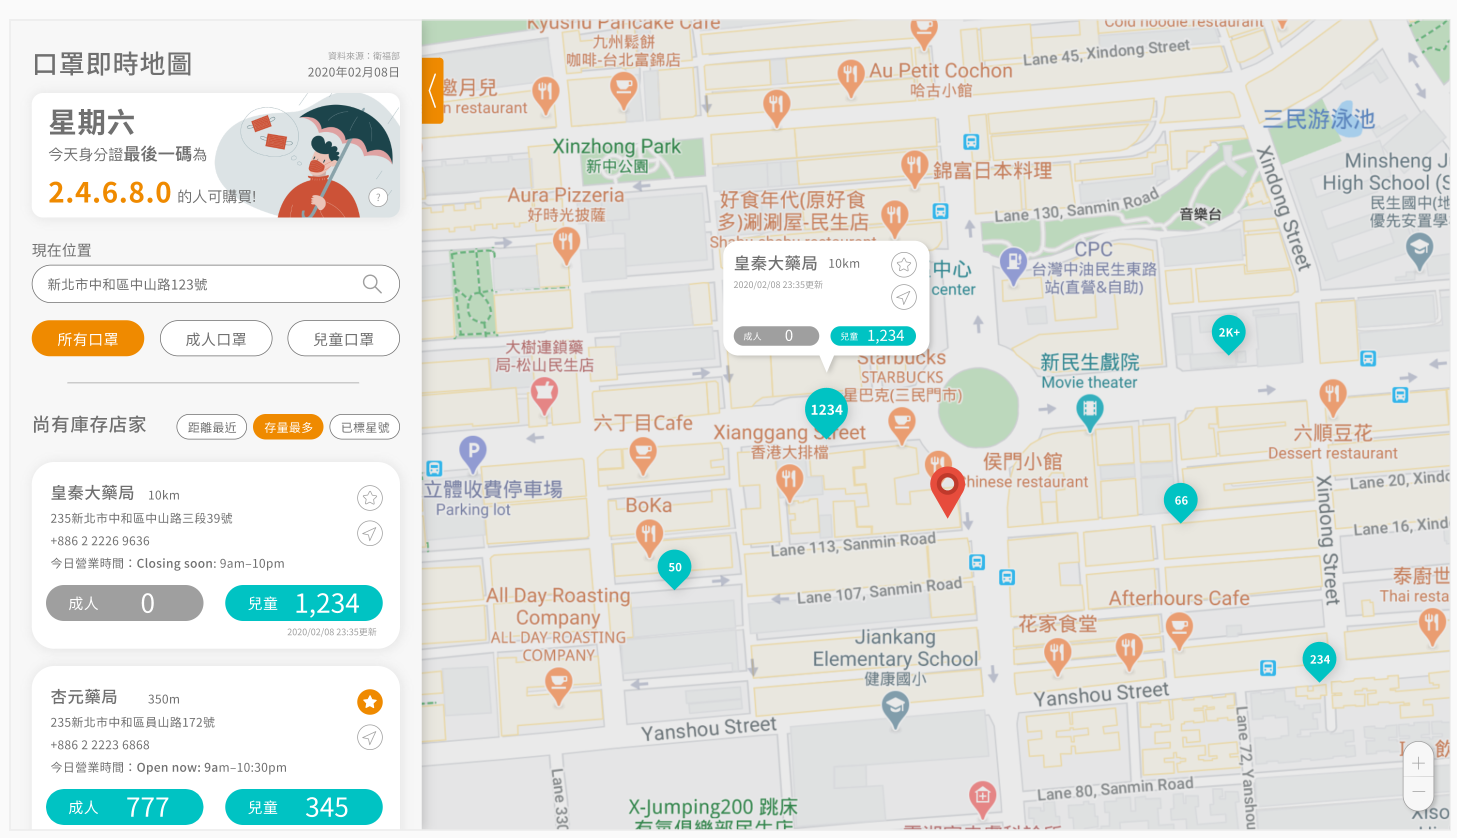 口罩即時地圖
資料來源：衛福部
2020年02月08日
星期六
今天身分證最後一碼為
2.4.6.8.0 的人可購買!
?
現在位置
新北市中和區中山路123號
所有口罩
成人口罩
兒童口罩
尚有庫存店家
距離最近
存量最多
已標星號
皇秦大藥局 10km
235新北市中和區中山路三段39號
+886 2 2226 9636
今日營業時間：Closing soon: 9am–10pm
成人 0
兒童 1,234
2020/02/08 23:35更新
杏元藥局 350m
235新北市中和區員山路172號
+886 2 2223 6868
今日營業時間：Open now: 9am–10:30pm
成人 777
兒童 345
Kyushu Pancake Cafe
九州鬆餅
咖啡-台北富錦店
Cold noodle restaurant
Lane 45, Xindong Street
邀月兒
n restaurant
Au Petit Cochon
哈古小館
三民游泳池
Xinzhong Park
新中公園
錦富日本料理
Xindong Street
Minsheng J
High School (S
民生國中(地
優先安置學
Aura Pizzeria
好時光披薩
好食年代(原好食
多)涮涮屋-民生店
Shabu-shabu restaurant
Lane 130, Sanmin Road
音樂台
皇秦大藥局 10km
2020/02/08 23:35更新
成人 0
兒童 1,234
中心
center
CPC
台灣中油民生東路
站(直營&自助)
2K+
大樹連鎖藥
局-松山民生店
Starbucks
STARBUCKS
星巴克(三民門市)
新民生戲院
Movie theater
1234
六丁目Cafe
Xianggang Street
香港大排檔
六順豆花
Dessert restaurant
P
立體收費停車場
Parking lot
侯門小館
hinese restaurant
Lane 20, Xindo
BoKa
66
Xindong Street
Lane 16, Xind
Lane 113, Sanmin Road
50
Lane 107, Sanmin Road
泰廚世
Thai resta
All Day Roasting
Company
ALL DAY ROASTING
COMPANY
Afterhours Cafe
花家食堂
Jiankang
Elementary School
健康國小
234
Yanshou Street
Yanshou Street
Lane 72, Yanshou
飲
Lane 330
X-Jumping200 跳床
有氧俱樂部民生店
Lane 80, Sanmin Road
+
−